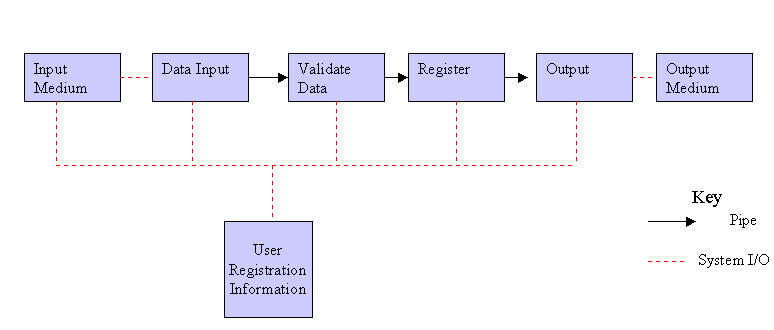 Input
Medium
Data Input
Validate
Data
Register
Output
Output
Medium
User
Registration
Information
Key
Pipe
System I/O